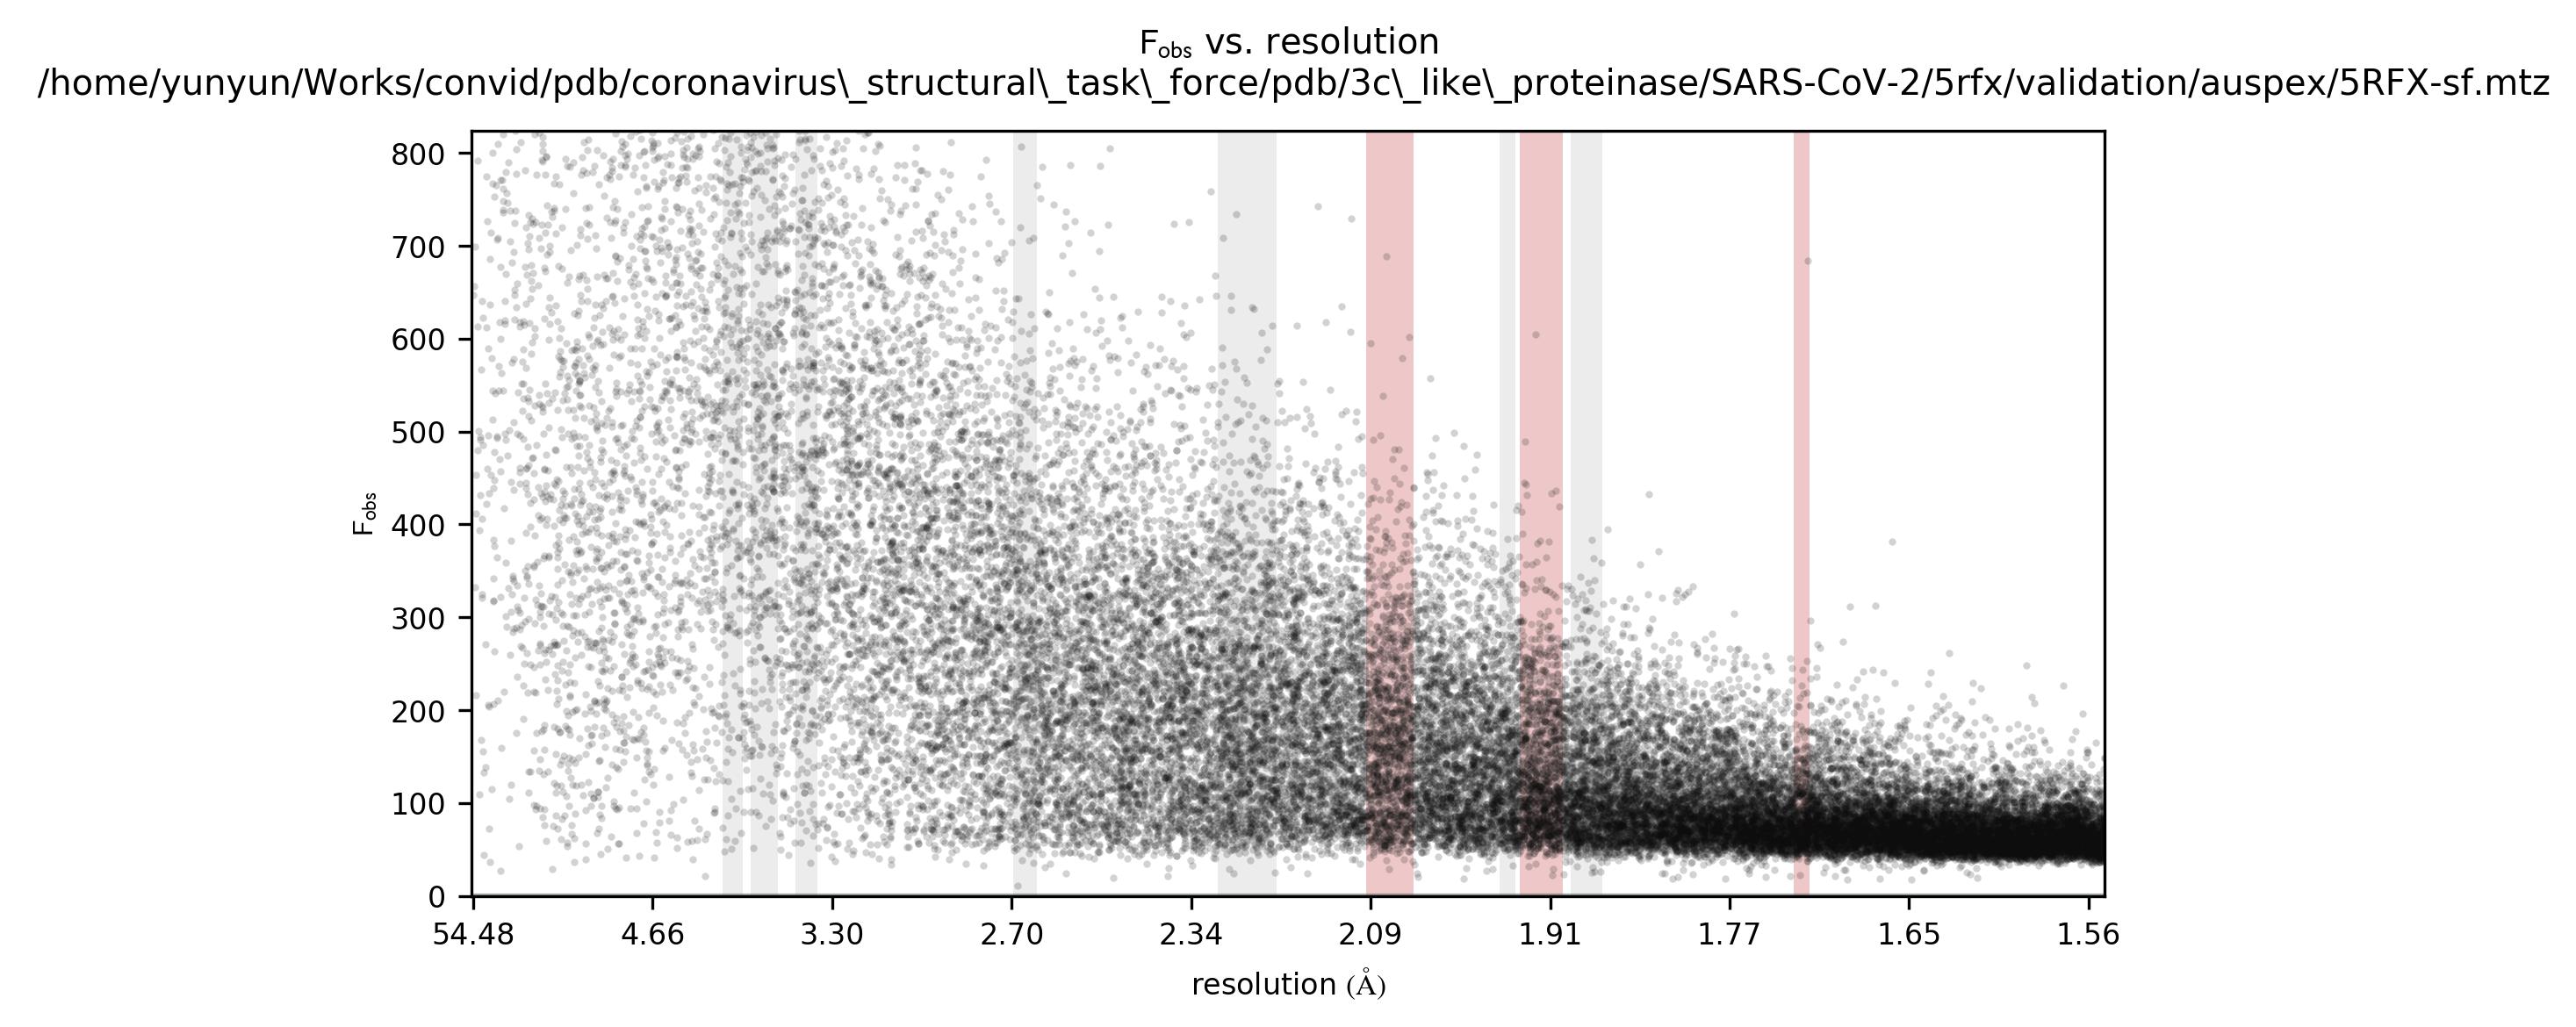 Fobs vs. resolution
/home/yunyun/Works/convid/pdb/coronavirus\_structural\_task\_force/pdb/3c\_like\_proteinase/SARS-CoV-2/5rfx/validation/auspex/5RFX-sf.mtz
800
700
600
500
400
300
200
100
0
Fobs
54.48 4.66 3.30 2.70 2.34 2.09 1.91 1.77 1.65 1.56
resolution (Å)